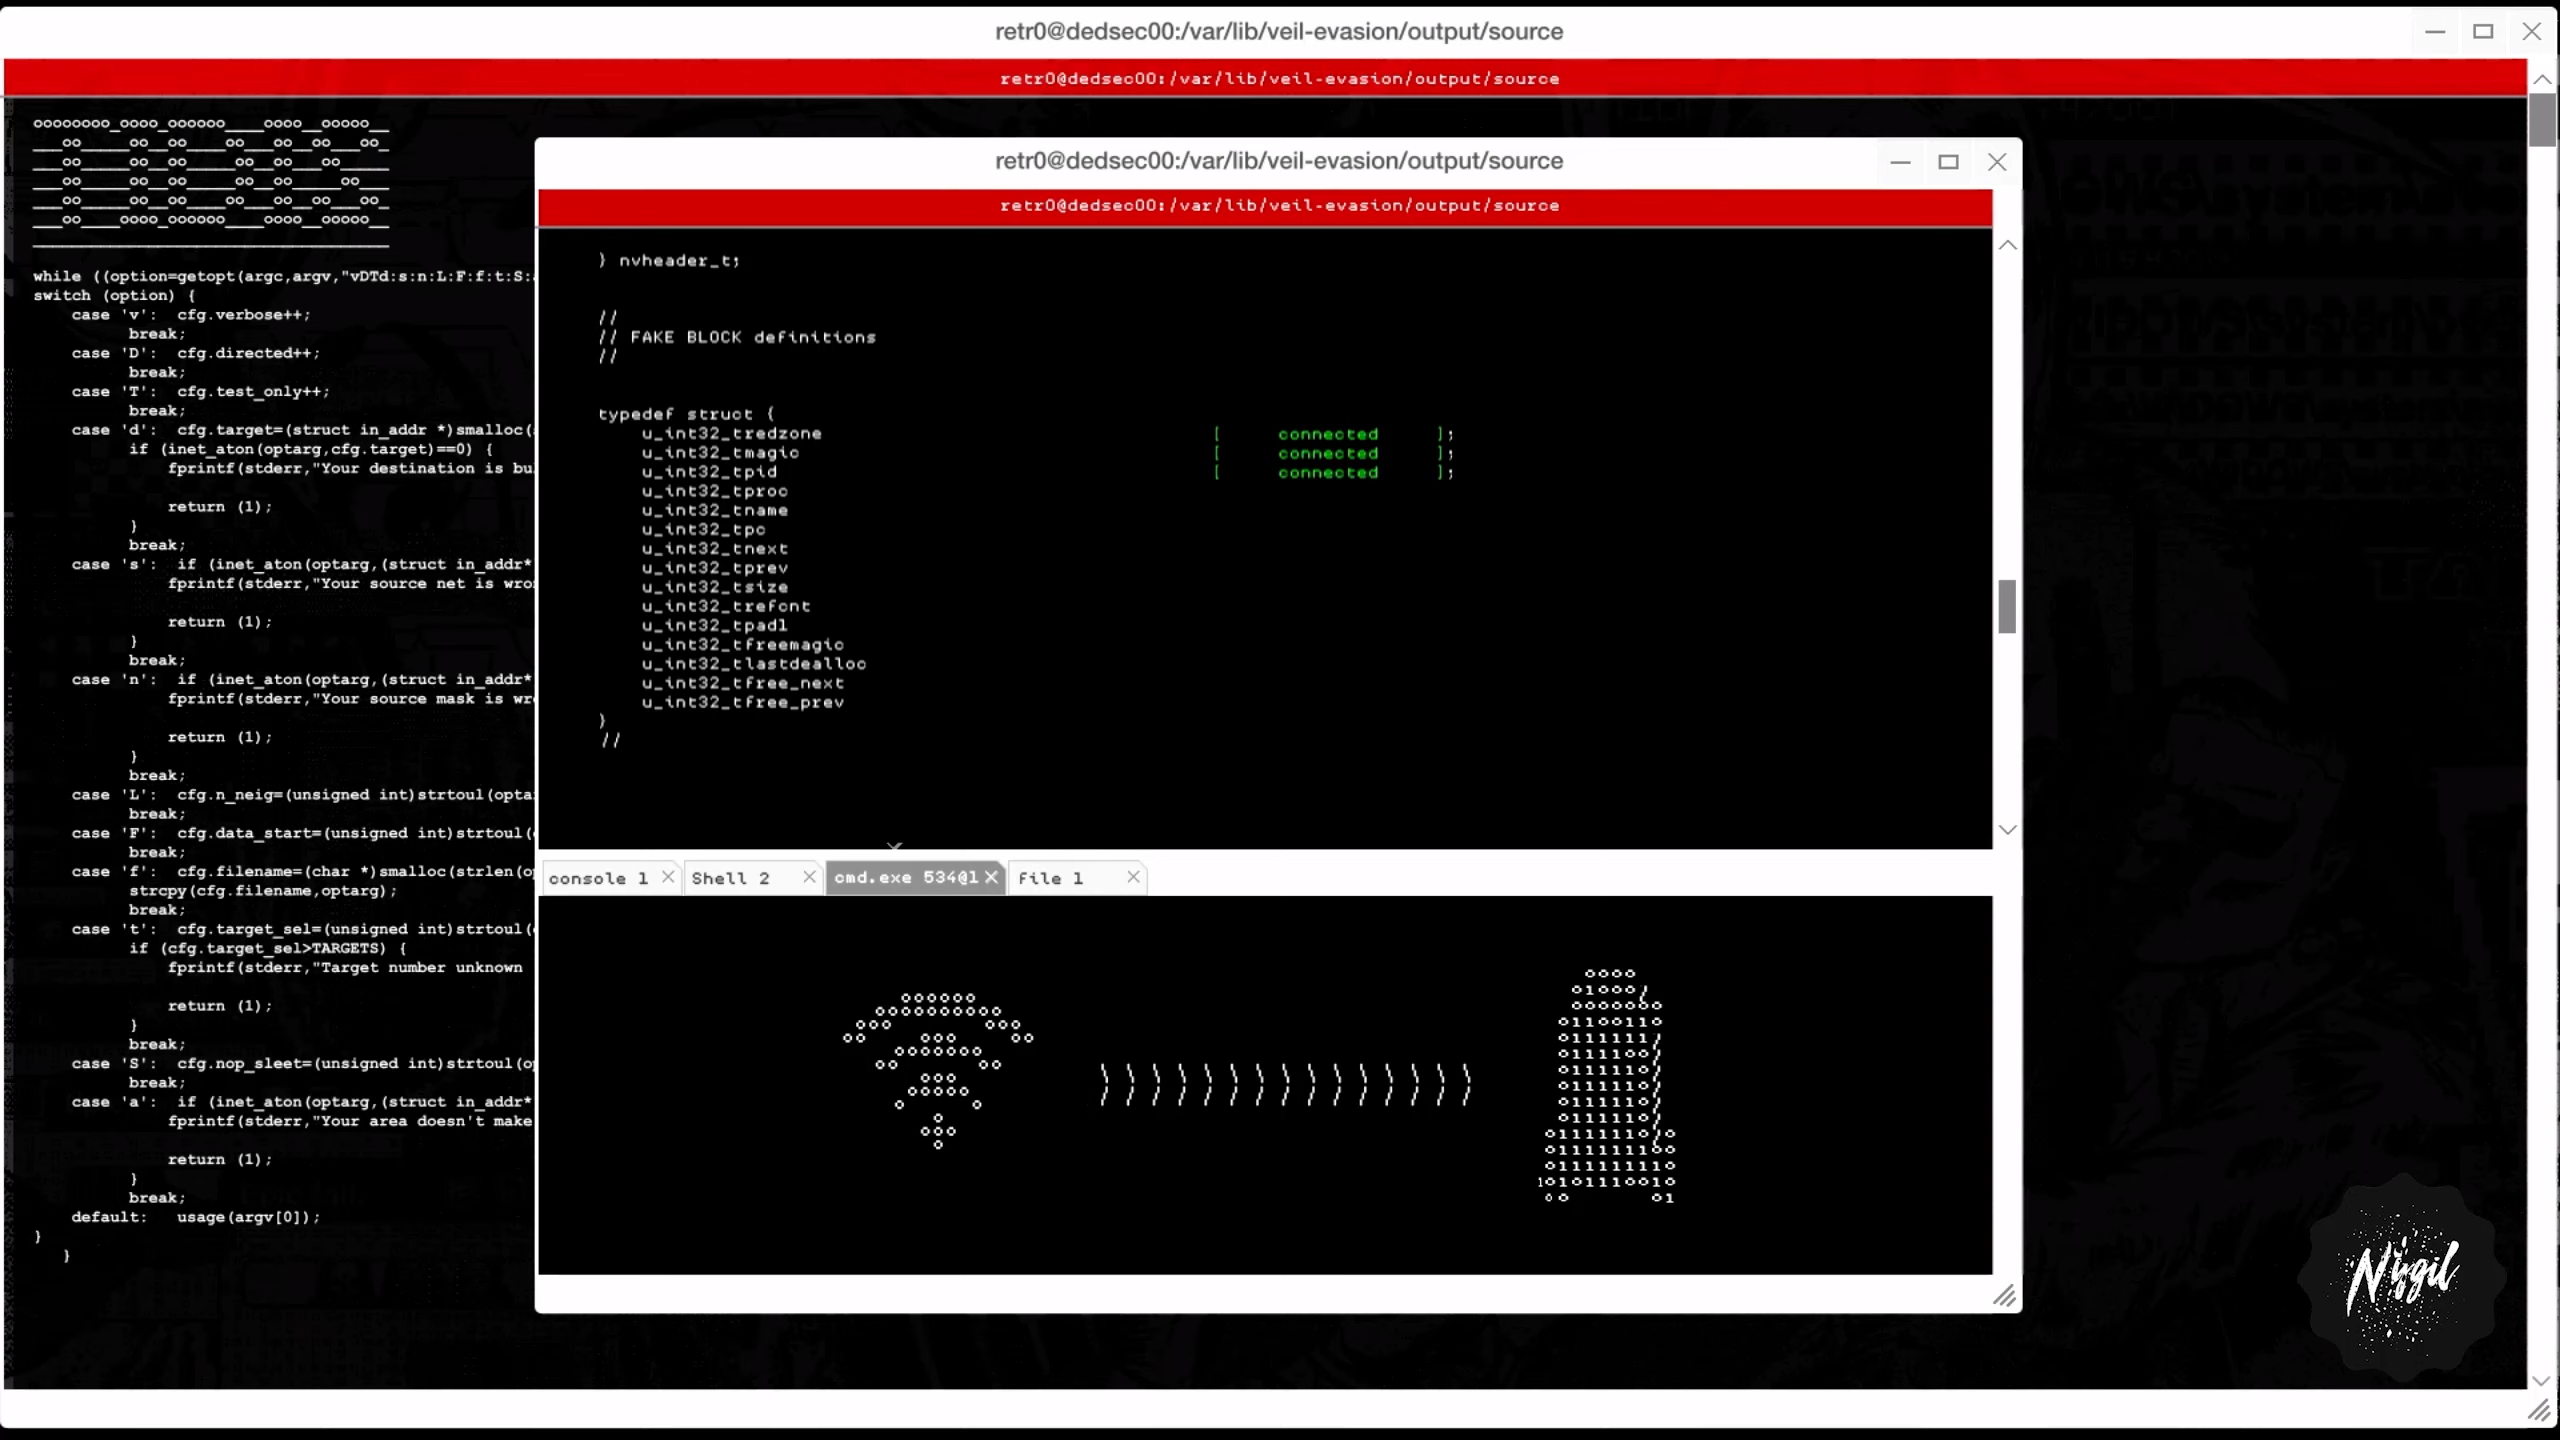 retr0@dedsec00:/var/lib/veil-evasion/output/source
retr0@dedsec00:/var/lib/veil-evasion/output/source
oooooooo_oooo_oooooo____oooo__ooooo__
while ((option=getopt(argc,argv,"vDTd:s:n:L:F:f:t:S:
switch (option) {
case 'v':  cfg.verbose++;
break;
case 'D':  cfg.directed++;
break;
case 'T':  cfg.test_only++;
break;
case 'd':  cfg.target=(struct in_addr *)smalloc(
if (inet_aton(optarg,cfg.target)==0) {
fprintf(stderr,"Your destination is bu
return (1);
}
break;
case 's':  if (inet_aton(optarg,(struct in_addr*
fprintf(stderr,"Your source net is wro
return (1);
}
break;
case 'n':  if (inet_aton(optarg,(struct in_addr*
fprintf(stderr,"Your source mask is wr
return (1);
}
break;
case 'L':  cfg.n_neig=(unsigned int)strtoul(opta
break;
case 'F':  cfg.data_start=(unsigned int)strtoul(
break;
case 'f':  cfg.filename=(char *)smalloc(strlen(op
strcpy(cfg.filename,optarg);
break;
case 't':  cfg.target_sel=(unsigned int)strtoul(
if (cfg.target_sel>TARGETS) {
fprintf(stderr,"Target number unknown
return (1);
}
break;
case 'S':  cfg.nop_sleet=(unsigned int)strtoul(op
break;
case 'a':  if (inet_aton(optarg,(struct in_addr*
fprintf(stderr,"Your area doesn't make
return (1);
}
break;
default:   usage(argv[0]);
}
}
retr0@dedsec00:/var/lib/veil-evasion/output/source
retr0@dedsec00:/var/lib/veil-evasion/output/source
} nvheader_t;
//
// FAKE BLOCK definitions
//
typedef struct {
u_int32_tredzone [ connected ];
u_int32_tmagic [ connected ];
u_int32_tpid [ connected ];
u_int32_tproc
u_int32_tname
u_int32_tpc
u_int32_tnext
u_int32_tprev
u_int32_tsize
u_int32_trefcnt
u_int32_tpad1
u_int32_tfreemagic
u_int32_tlastdealloc
u_int32_tfree_next
u_int32_tfree_prev
}
//
console 1 Shell 2 cmd.exe 534@1 File 1